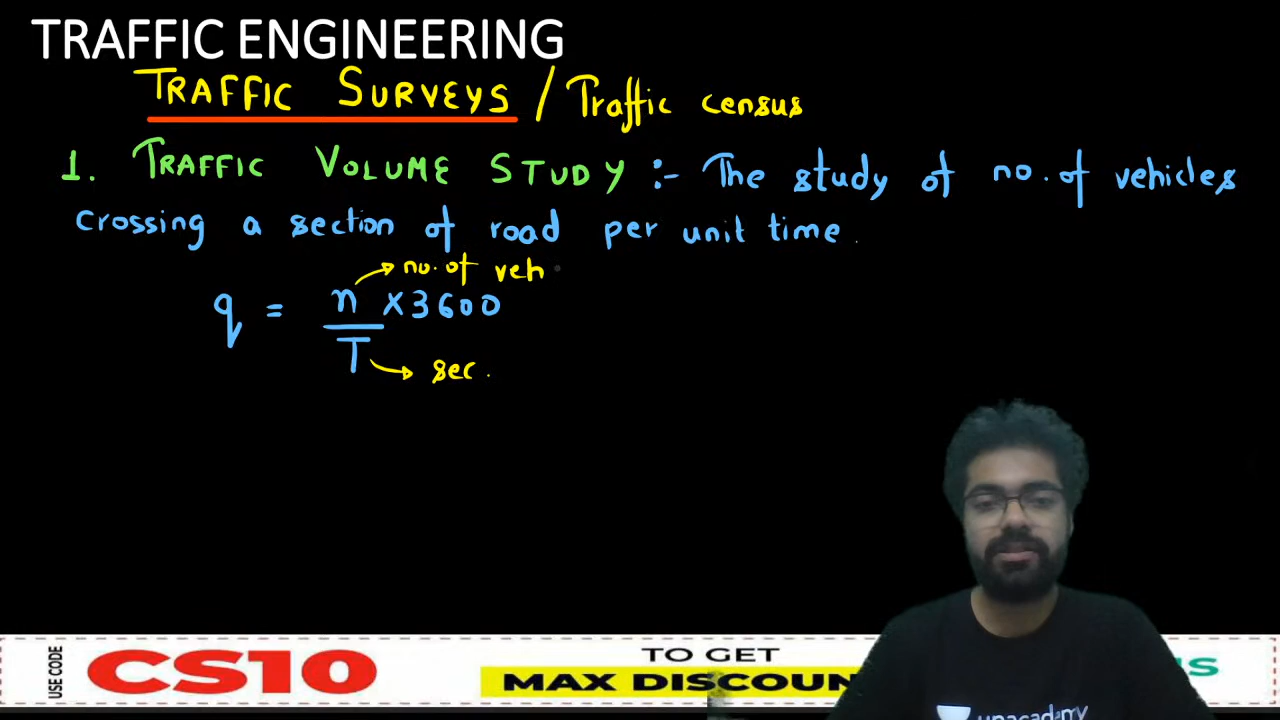 TRAFFIC ENGINEERING
TRAFFIC SURVEYS / Traffic census
1. TRAFFIC VOLUME STUDY :- The study of no. of vehicles
crossing a section of road per unit time.
→ no. of veh
q = n/T ×3600
→ sec.
USE CODE
CS10
TO GET
MAX DISCOUN
unacademy